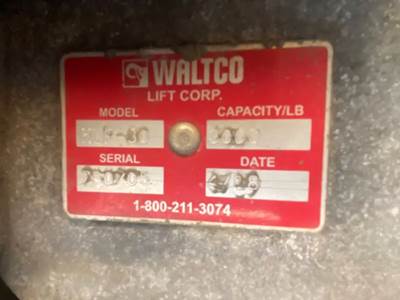 WALTCO
LIFT CORP.
MODEL CAPACITY/LB
SERIAL DATE
1-800-211-3074